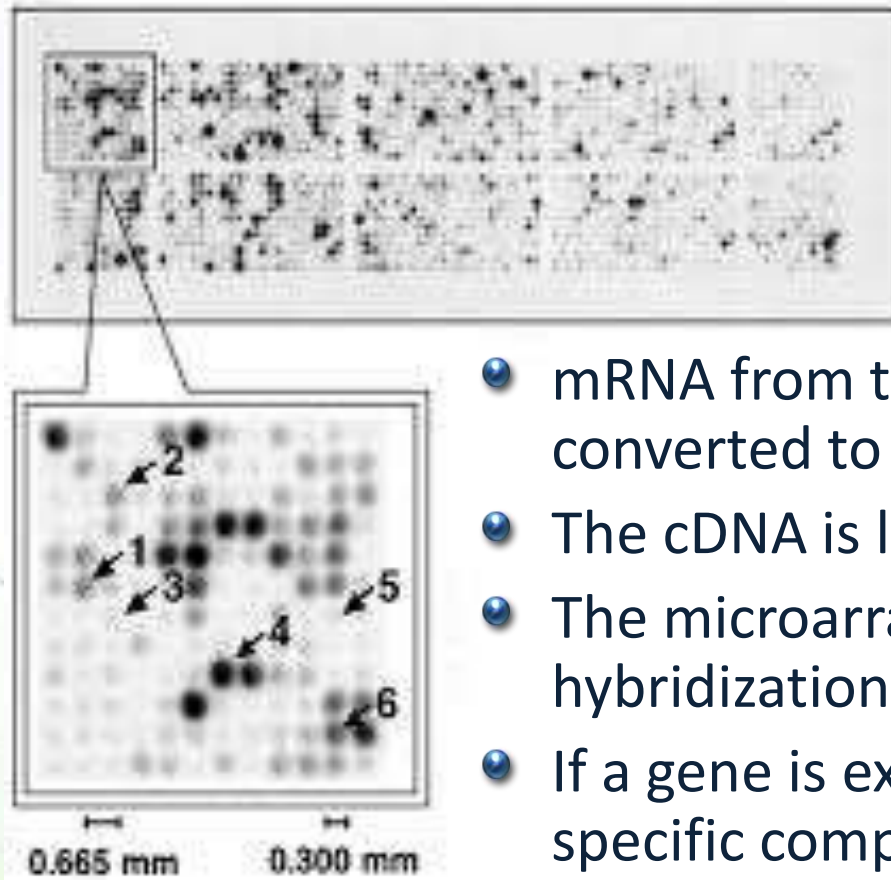 2
1
3
5
4
6
0.665 mm
0.300 mm
mRNA from t
converted to
The cDNA is l
The microarra
hybridization
If a gene is ex
specific comp